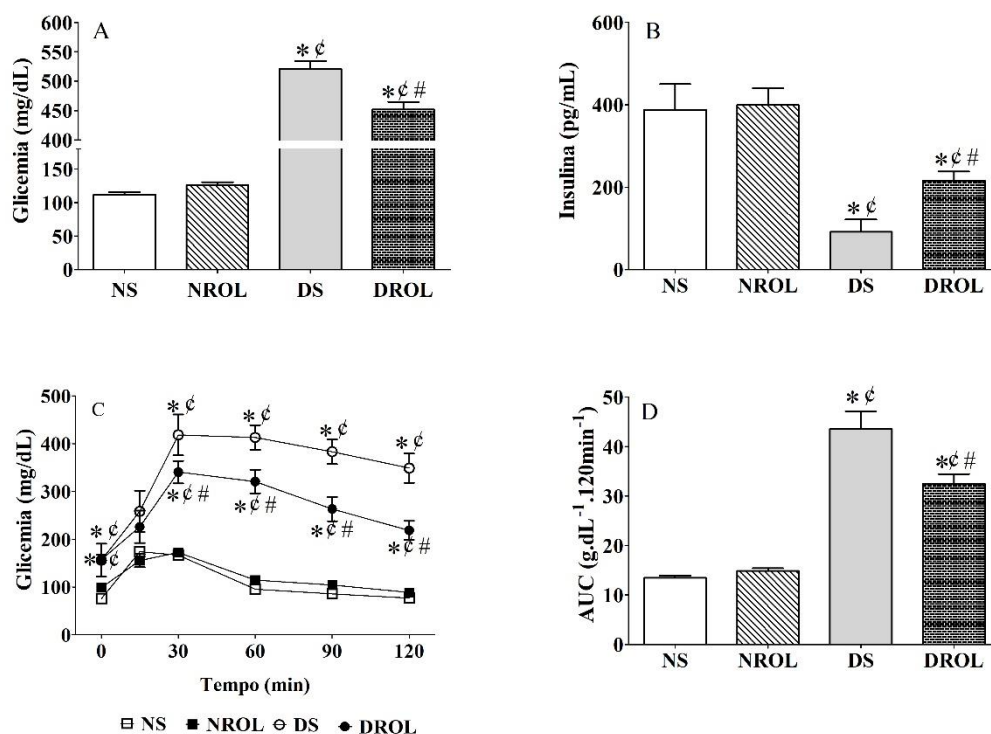 A
Glicemia (mg/dL)
600
550
500
450
400
150
100
50
0
*¢
*¢ #
NS NROL DS DROL
B
Insulina (pg/mL)
600
400
200
0
*¢
*¢ #
NS NROL DS DROL
C
Glicemia (mg/dL)
500
400
300
200
100
0
*¢ *¢ *¢ *¢
*¢ # *¢ # *¢ # *¢ #
*¢
*¢
0 30 60 90 120
Tempo (min)
NS NROL DS DROL
D
AUC (g.dL⁻¹.120min⁻¹)
50
40
30
20
10
0
*¢
*¢ #
NS NROL DS DROL